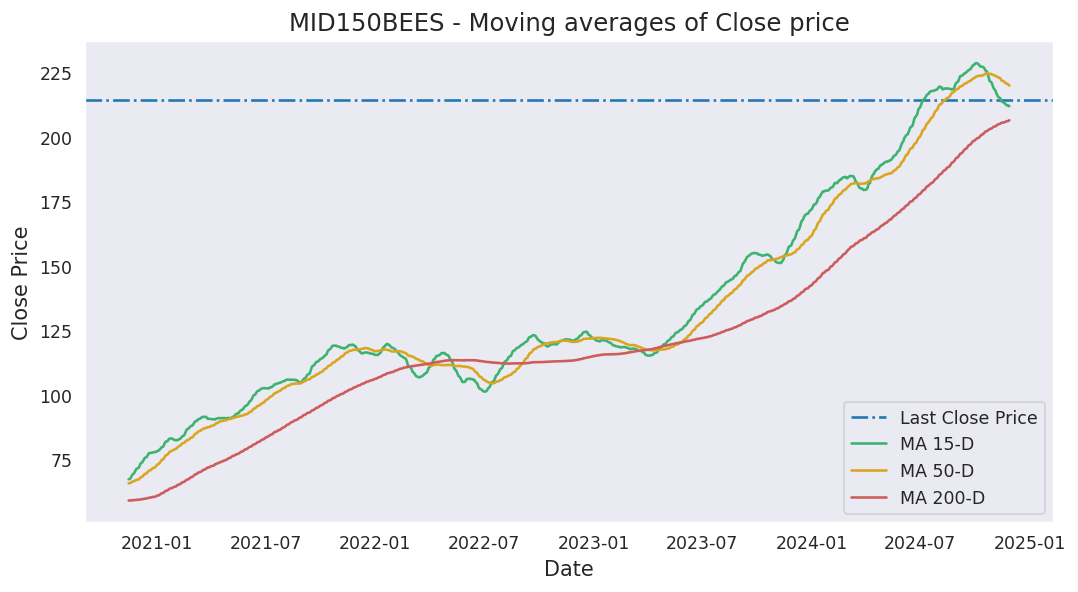 MID150BEES - Moving averages of Close price
Close Price
225
200
175
150
125
100
75
Last Close Price
MA 15-D
MA 50-D
MA 200-D
2021-01 2021-07 2022-01 2022-07 2023-01 2023-07 2024-01 2024-07 2025-01
Date